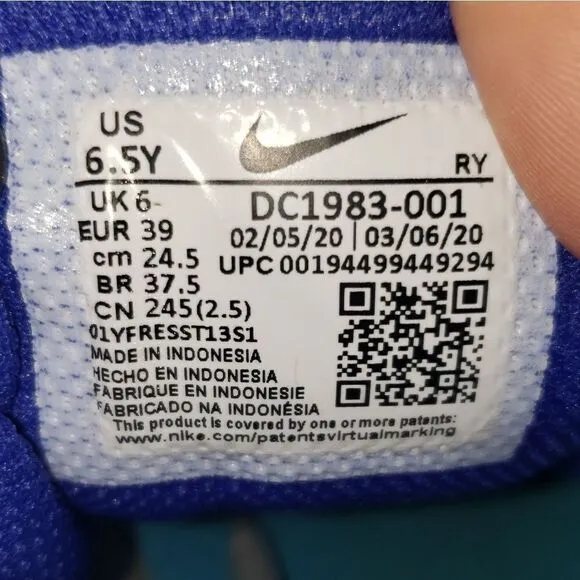 US
6.5Y RY
UK 6-
EUR 39
cm 24.5
BR 37.5
CN 245(2.5)
DC1983-001
02/05/20 | 03/06/20
UPC 00194499449294
01YFRESST13S1
MADE IN INDONESIA
HECHO EN INDONESIA
FABRIQUE EN INDONESIE
FABRICADO NA INDONÉSIA
This product is covered by one or more patents:
www.nike.com/patentsvirtualmarking